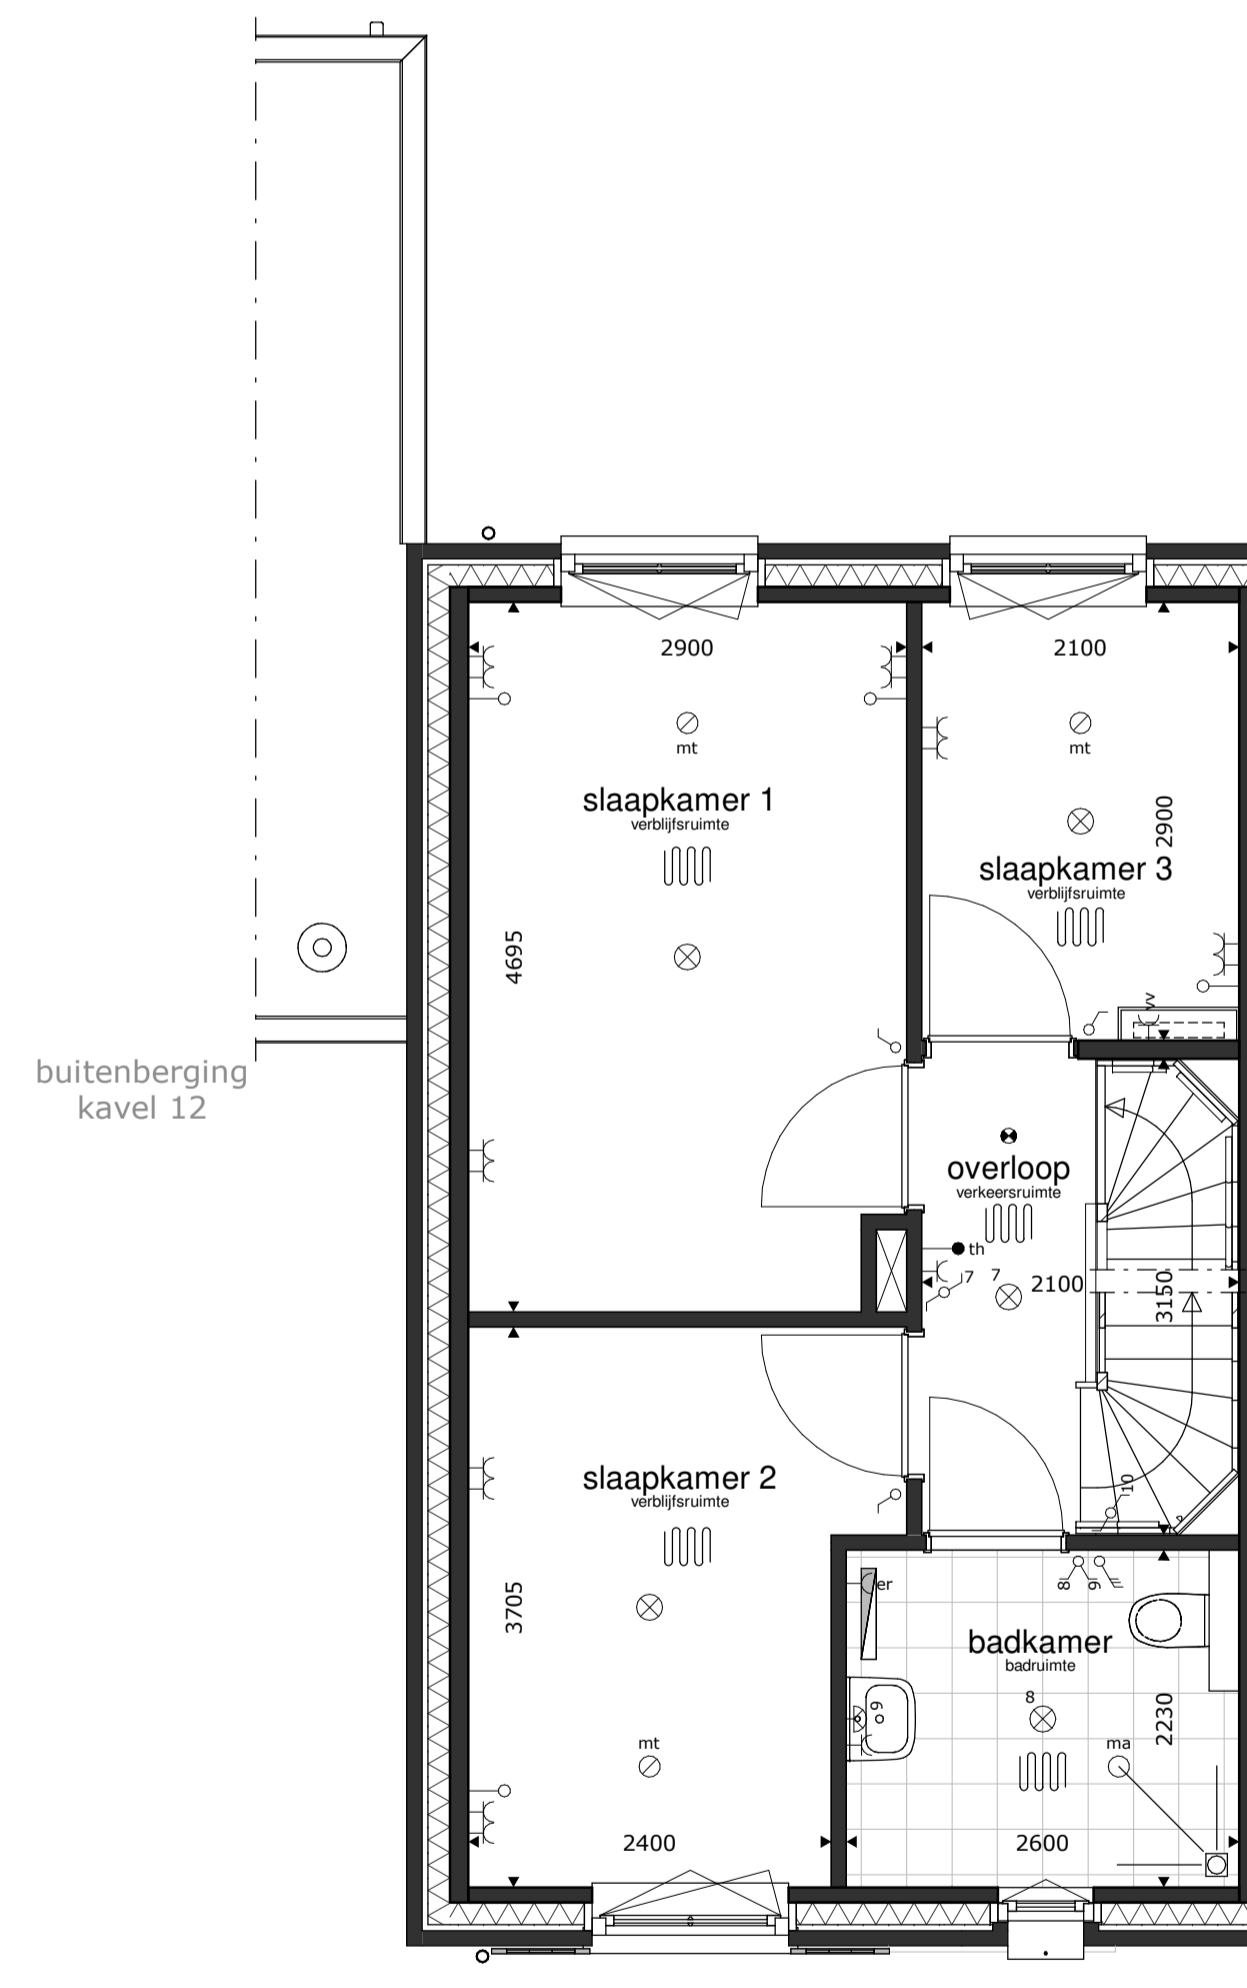 2900
2100
mt
mt
slaapkamer 1
verblijfsruimte
2900
slaapkamer 3
verblijfsruimte
4695
vv
buitenberging
kavel 12
overloop
verkeersruimte
th
7
7
2100
3150
slaapkamer 2
verblijfsruimte
10
8
9
er
3705
badkamer
badruimte
9
8
2230
mt
ma
2400
2600